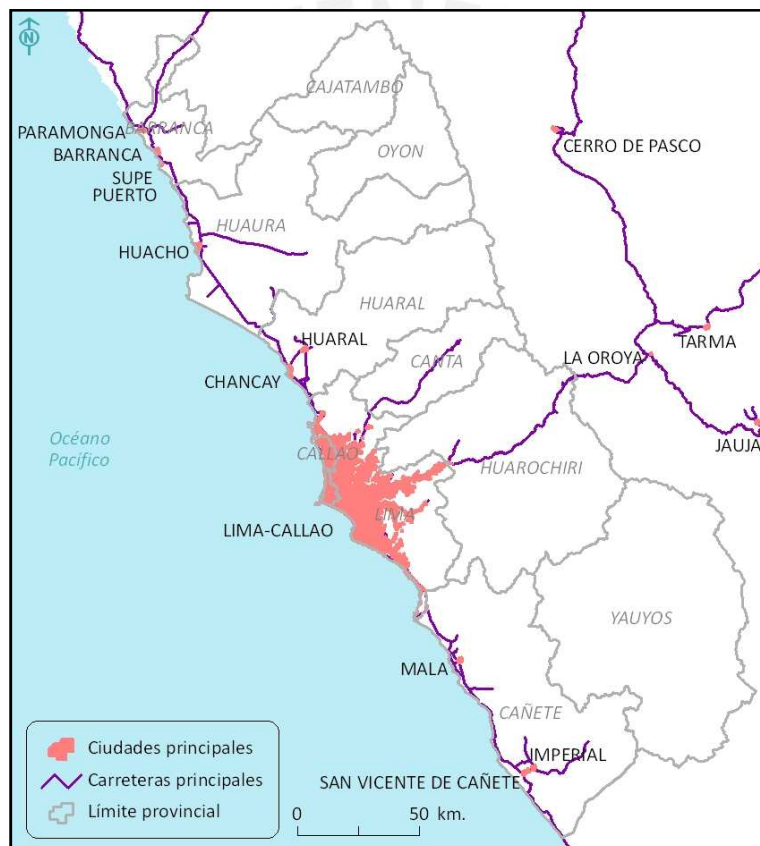 N
CAJATAMBO
PARAMONGA
BARRANCA
BARRANCA
OYON
CERRO DE PASCO
SUPE
PUERTO
HUAURA
HUACHO
HUARAL
HUARAL
TARMA
CANTA
LA OROYA
CHANCAY
JAUJA
Océano
Pacífico
CALLAO
HUAROCHIRI
LIMA
LIMA-CALLAO
YAUYOS
MALA
CAÑETE
IMPERIAL
SAN VICENTE DE CAÑETE
Ciudades principales
Carreteras principales
Límite provincial
0 50 km.